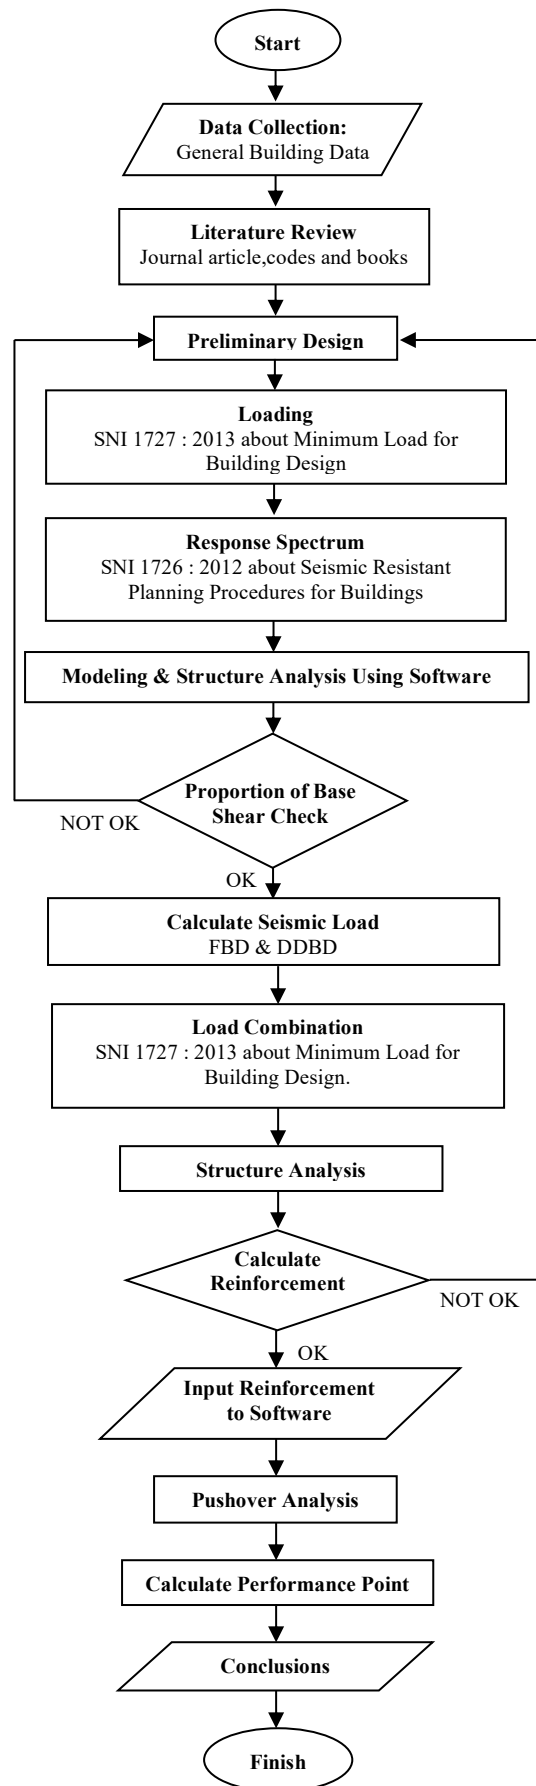 Start
Data Collection:
General Building Data
Literature Review
Journal article,codes and books
Preliminary Design
Loading
SNI 1727 : 2013 about Minimum Load for
Building Design
Response Spectrum
SNI 1726 : 2012 about Seismic Resistant
Planning Procedures for Buildings
Modeling & Structure Analysis Using Software
Proportion of Base
Shear Check
NOT OK
OK
Calculate Seismic Load
FBD & DDBD
Load Combination
SNI 1727 : 2013 about Minimum Load for
Building Design.
Structure Analysis
Calculate
Reinforcement
NOT OK
OK
Input Reinforcement
to Software
Pushover Analysis
Calculate Performance Point
Conclusions
Finish